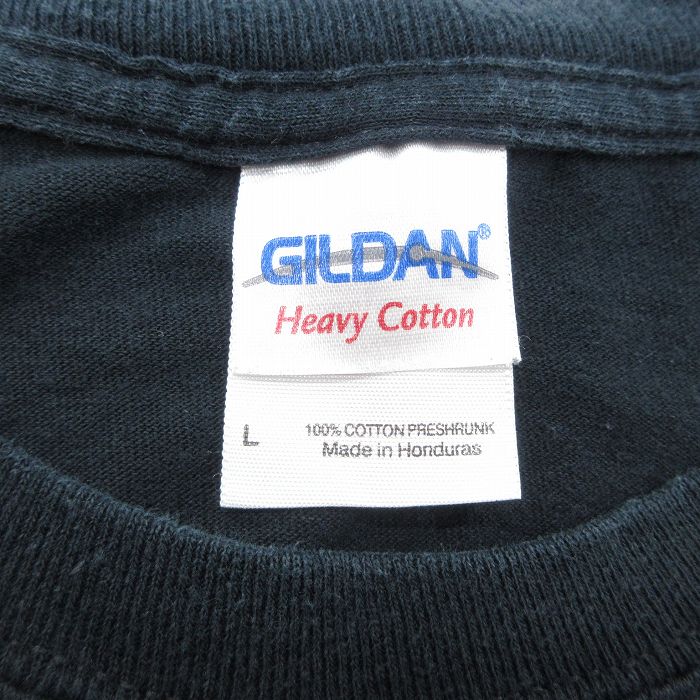 GILDAN®
Heavy Cotton
L 100% COTTON PRESHRUNK
Made in Honduras